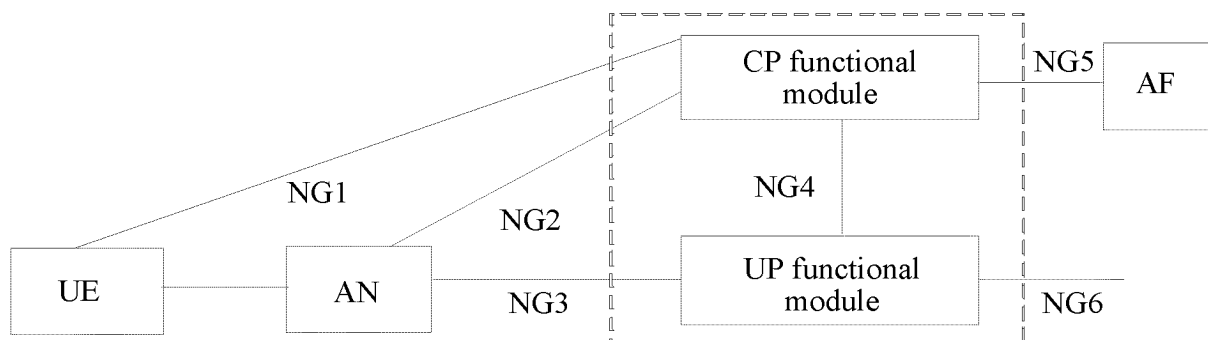 CP functional
module
NG5
AF
NG1
NG2
NG4
UE
AN
NG3
UP functional
module
NG6